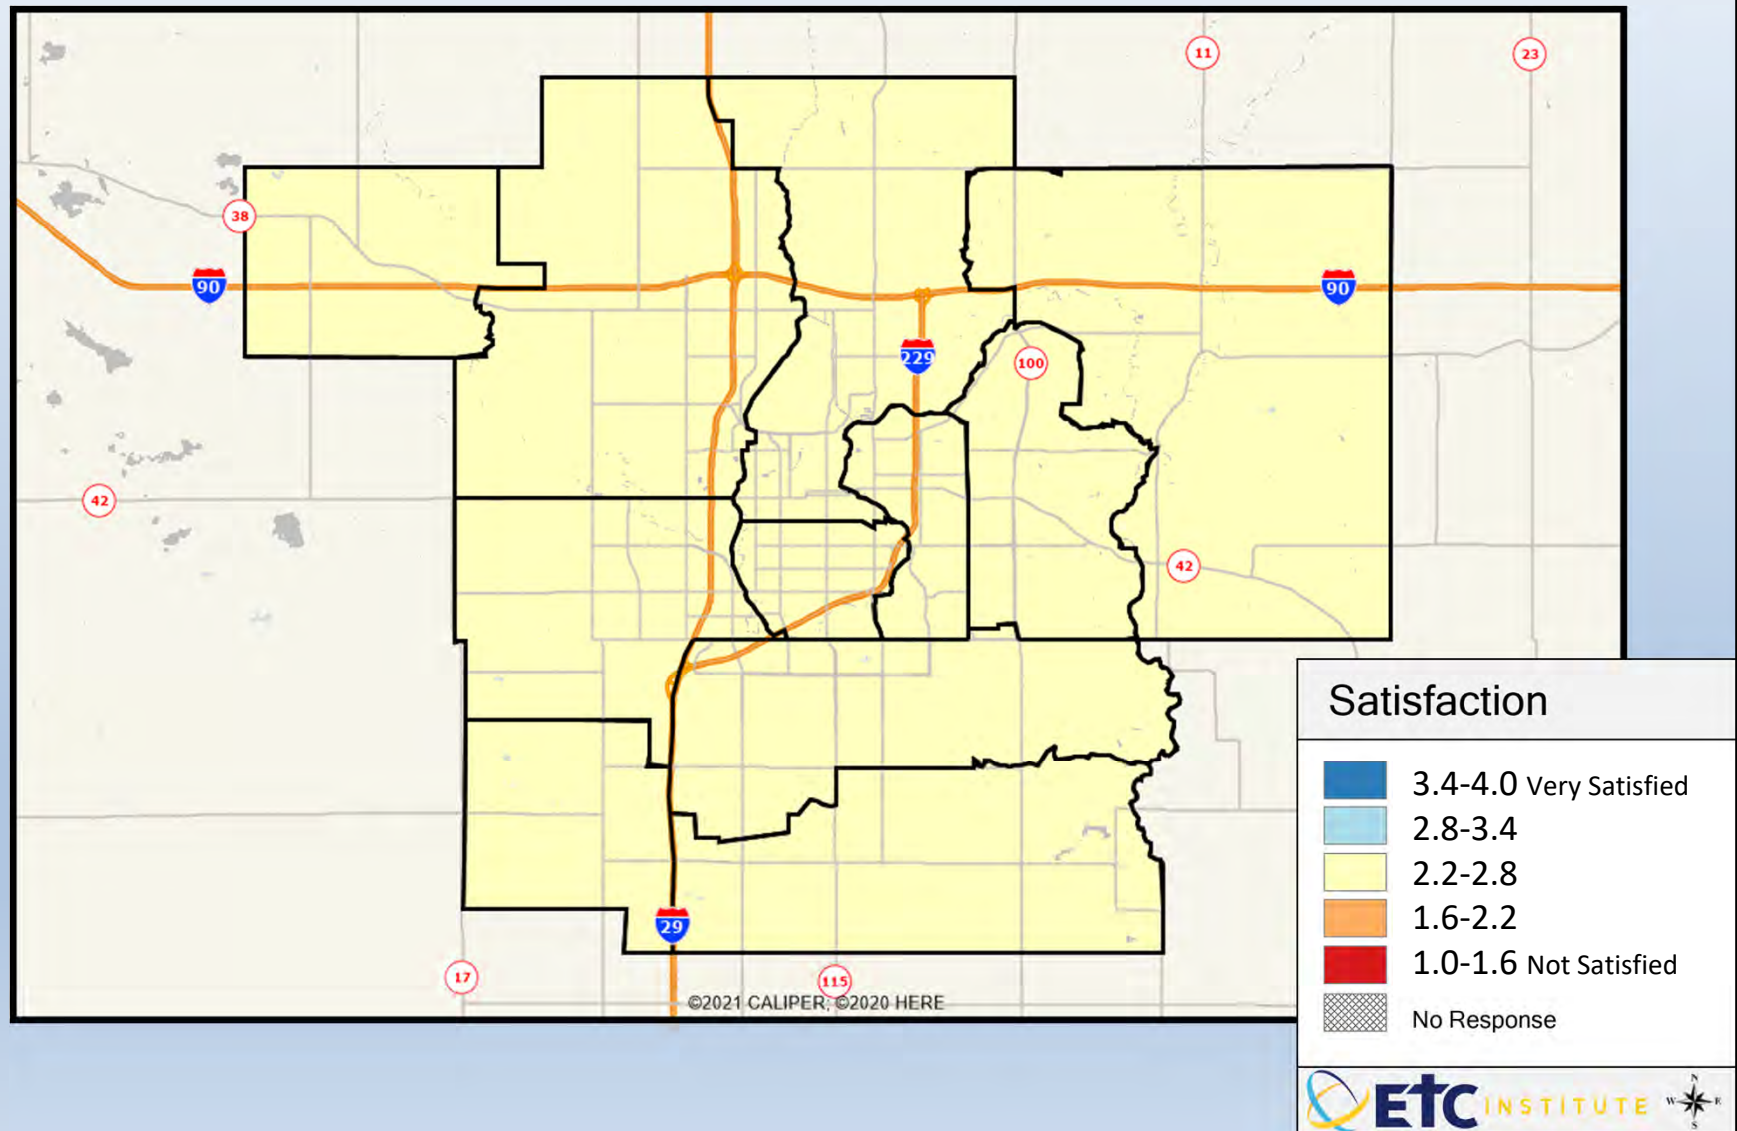 11
23
38
90
90
229
100
42
42
29
17
115
©2021 CALIPER; ©2020 HERE
Satisfaction
3.4-4.0 Very Satisfied
2.8-3.4
2.2-2.8
1.6-2.2
1.0-1.6 Not Satisfied
No Response
ETC INSTITUTE
N
W E
S